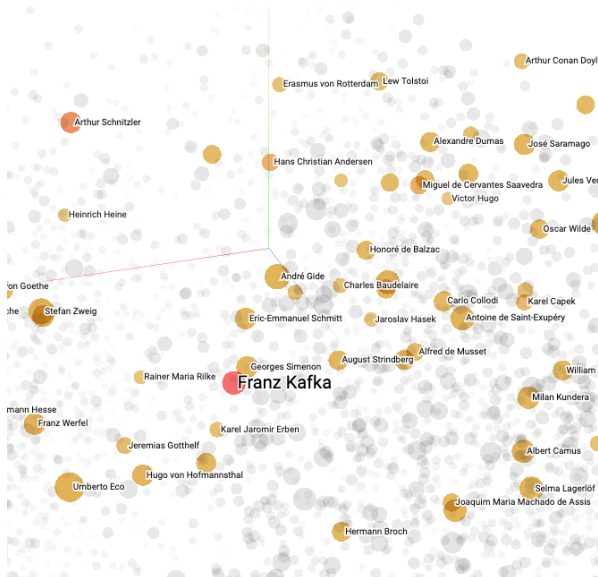 Arthur Conan Doyl
Erasmus von Rotterdam
Lew Tolstoi
Arthur Schnitzler
Alexandre Dumas
José Saramago
Hans Christian Andersen
Miguel de Cervantes Saavedra
Jules Ver
Victor Hugo
Heinrich Heine
Oscar Wilde
Honoré de Balzac
André Gide
on Goethe
Charles Baudelaire
Carlo Collodi
Karel Capek
che
Stefan Zweig
Eric-Emmanuel Schmitt
Jaroslav Hasek
Antoine de Saint-Exupéry
Alfred de Musset
August Strindberg
Georges Simenon
William
Rainer Maria Rilke
Franz Kafka
Milan Kundera
mann Hesse
Franz Werfel
Karel Jaromir Erben
Jeremias Gotthelf
Albert Camus
Hugo von Hofmannsthal
Umberto Eco
Selma Lagerlöf
Joaquim Maria Machado de Assis
Hermann Broch